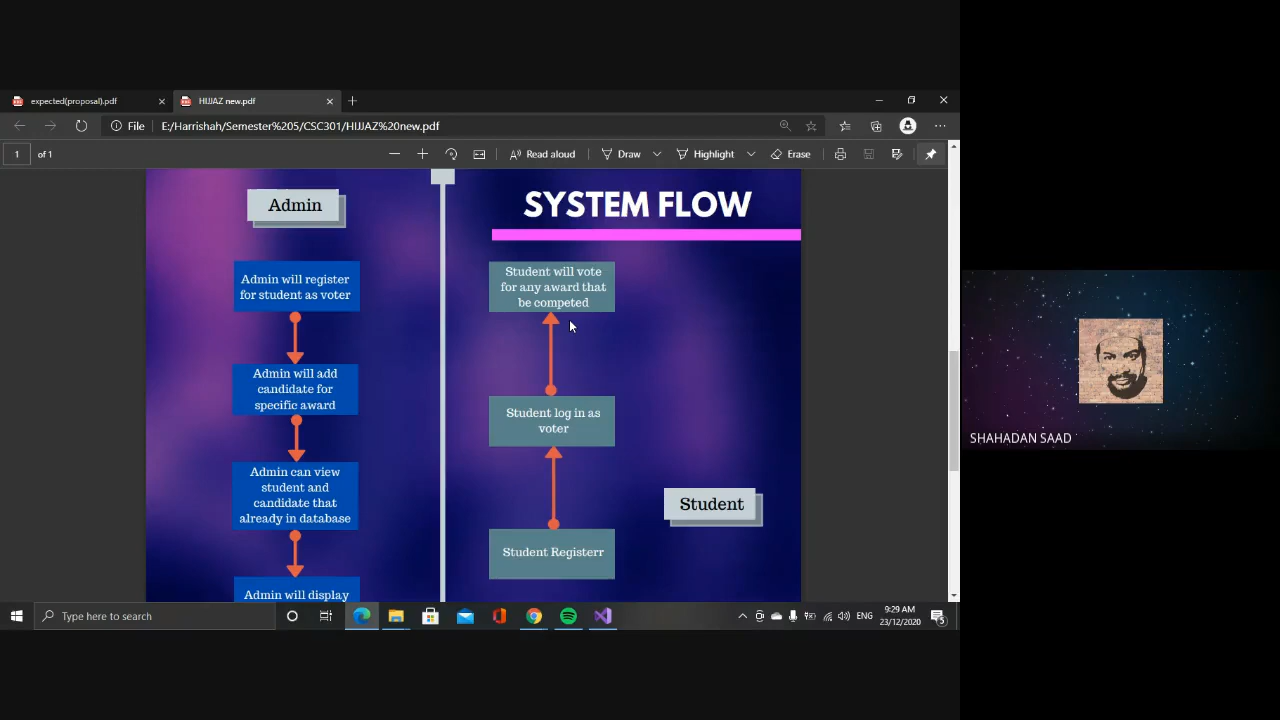 expected(proposal).pdf
HIJJAZ new.pdf
File
E:/Harrishah/Semester%205/CSC301/HIJJAZ%20new.pdf
1
of 1
Read aloud
Draw
Highlight
Erase
Admin
Admin will register
for student as voter
Admin will add
candidate for
specific award
Admin can view
student and
candidate that
already in database
Admin will display
SYSTEM FLOW
Student will vote
for any award that
be competed
Student log in as
voter
Student Registerr
Student
SHAHADAN SAAD
Type here to search
ENG
9:29 AM
23/12/2020
5